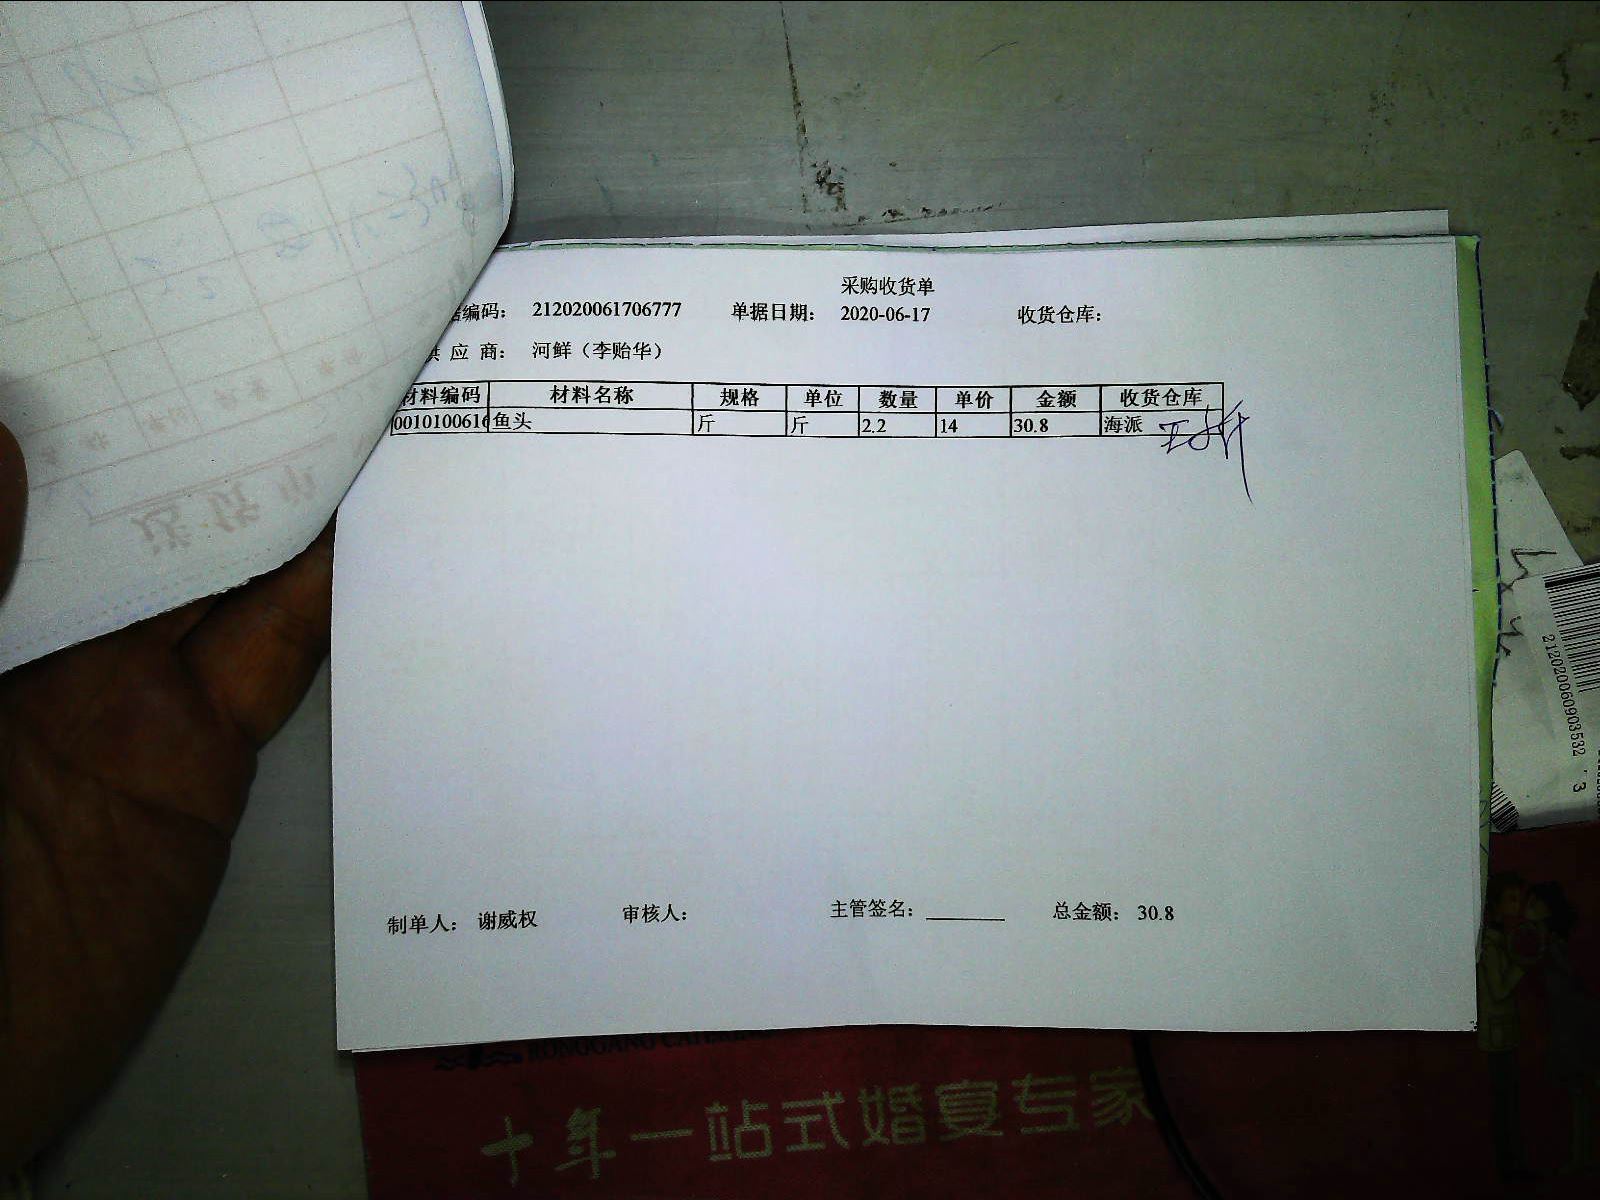 采购收货单
据编码： 212020061706777 单据日期： 2020-06-17 收货仓库：
供 应 商： 河鲜（李贻华）
材料编码 材料名称 规格 单位 数量 单价 金额 收货仓库
0010100616 鱼头 斤 斤 2.2 14 30.8 海派
制单人： 谢威权 审核人： 主管签名： 总金额： 30.8
212020060903532
十年一站式婚宴专家